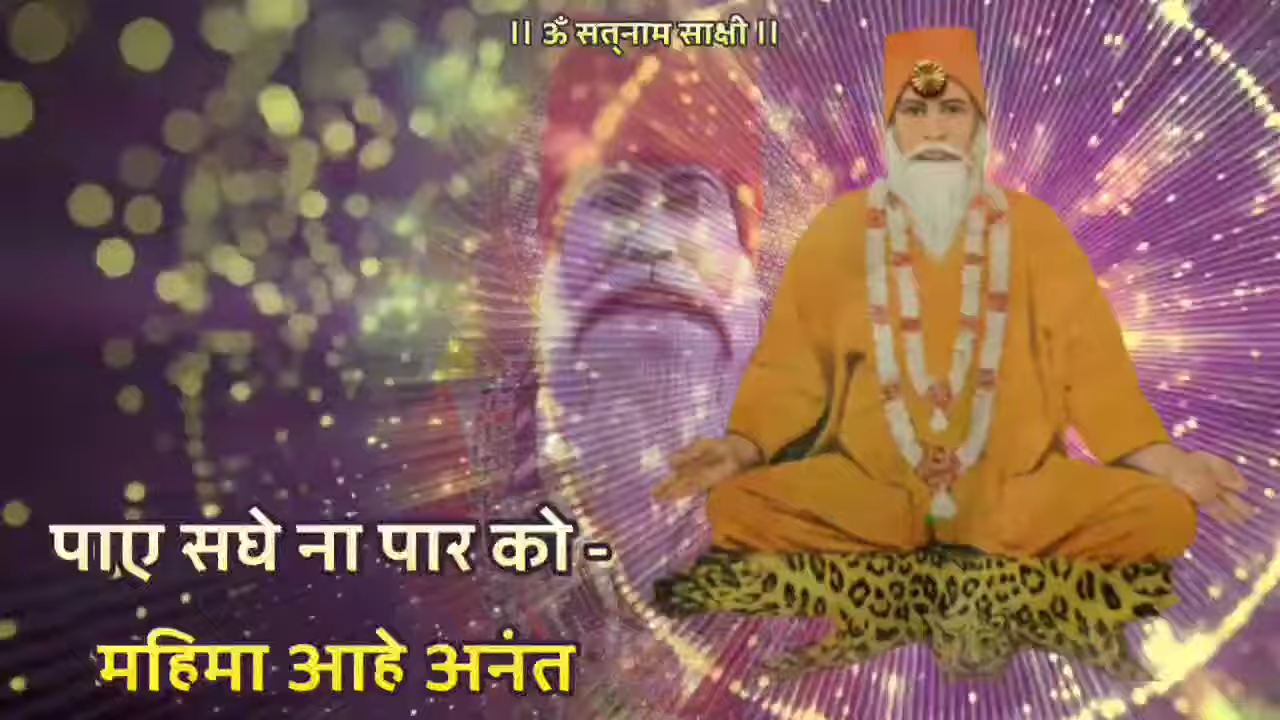 ।। ॐ सत्‌नाम साक्षी ।।
पाए सघे ना पार को -
महिमा आहे अनंत